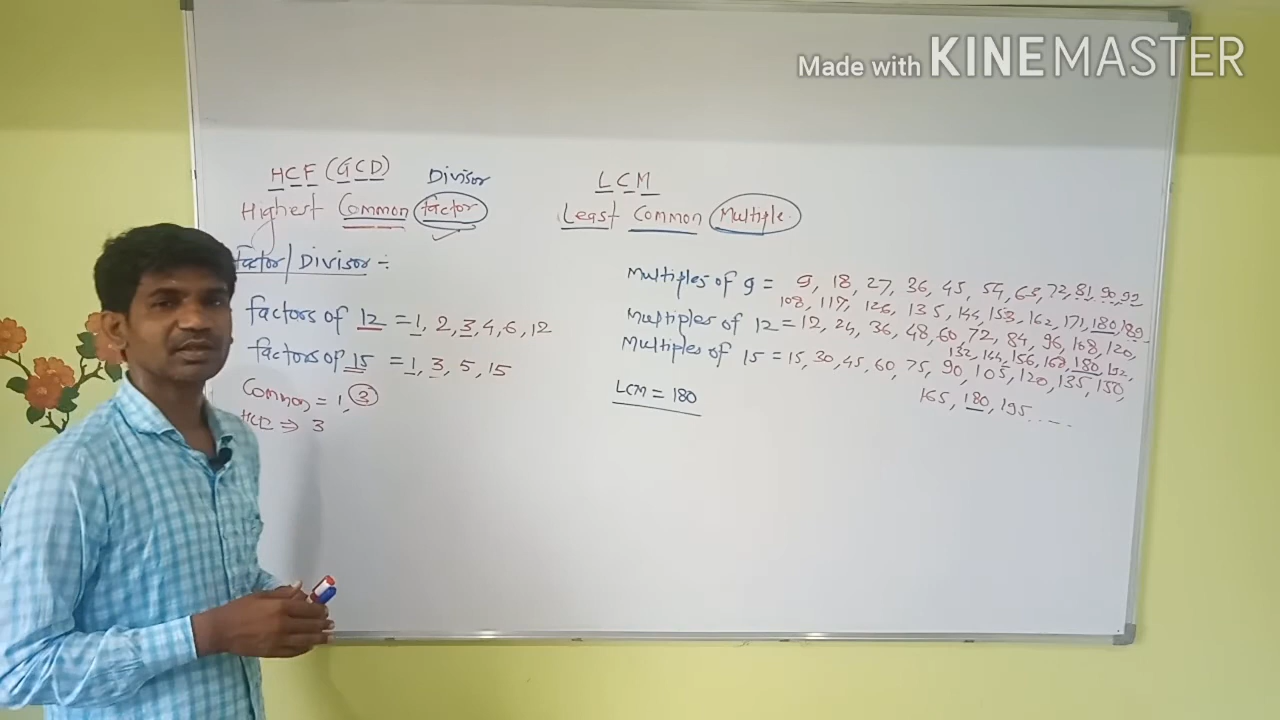 Made with KINEMASTER
HCF (GCD) Divisor
Highest Common factor
factor/Divisor :-
factors of 12 = 1, 2, 3, 4, 6, 12
factors of 15 = 1, 3, 5, 15
Common = 1, 3
HCF ⇒ 3
LCM
Least Common Multiple.
Multiples of 9 = 9, 18, 27, 36, 45, 54, 63, 72, 81, 90, 99
108, 117, 126, 135, 144, 153, 162, 171, 180, 189
Multiples of 12 = 12, 24, 36, 48, 60, 72, 84, 96, 108, 120,
132, 144, 156, 168, 180, 192,
Multiples of 15 = 15, 30, 45, 60, 75, 90, 105, 120, 135, 150,
165, 180, 195.....
LCM = 180